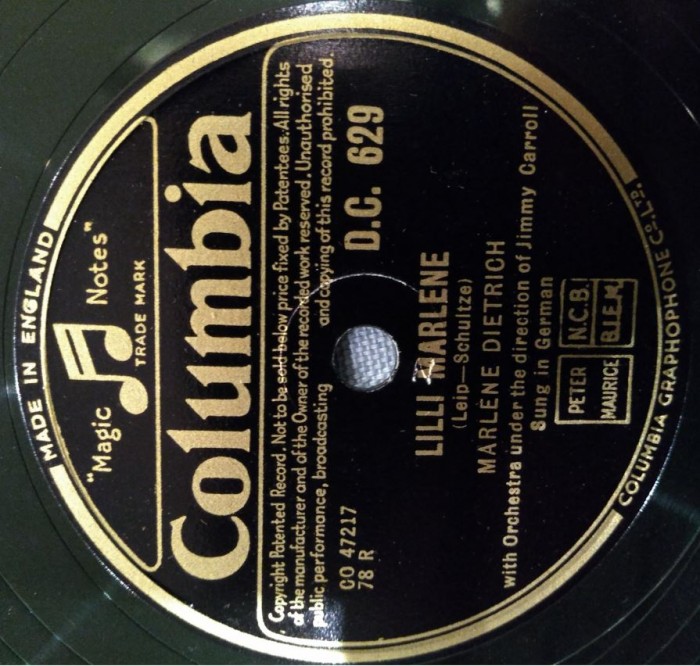 MADE IN ENGLAND
"Magic Notes"
TRADE MARK
Columbia
Copyright Patented Record. Not to be sold below price fixed by Patentees. All rights
of the manufacturer and of the Owner of the recorded work reserved. Unauthorised
public performance, broadcasting and copying of this record prohibited.
CO 47217
78 R
D.C. 629
LILLI MARLENE
(Leip—Schultze)
MARLENE DIETRICH
with Orchestra under the direction of Jimmy Carroll
Sung in German
PETER
MAURICE
N.C.B.
B.I.E.M.
COLUMBIA GRAPHOPHONE CO. LTD.